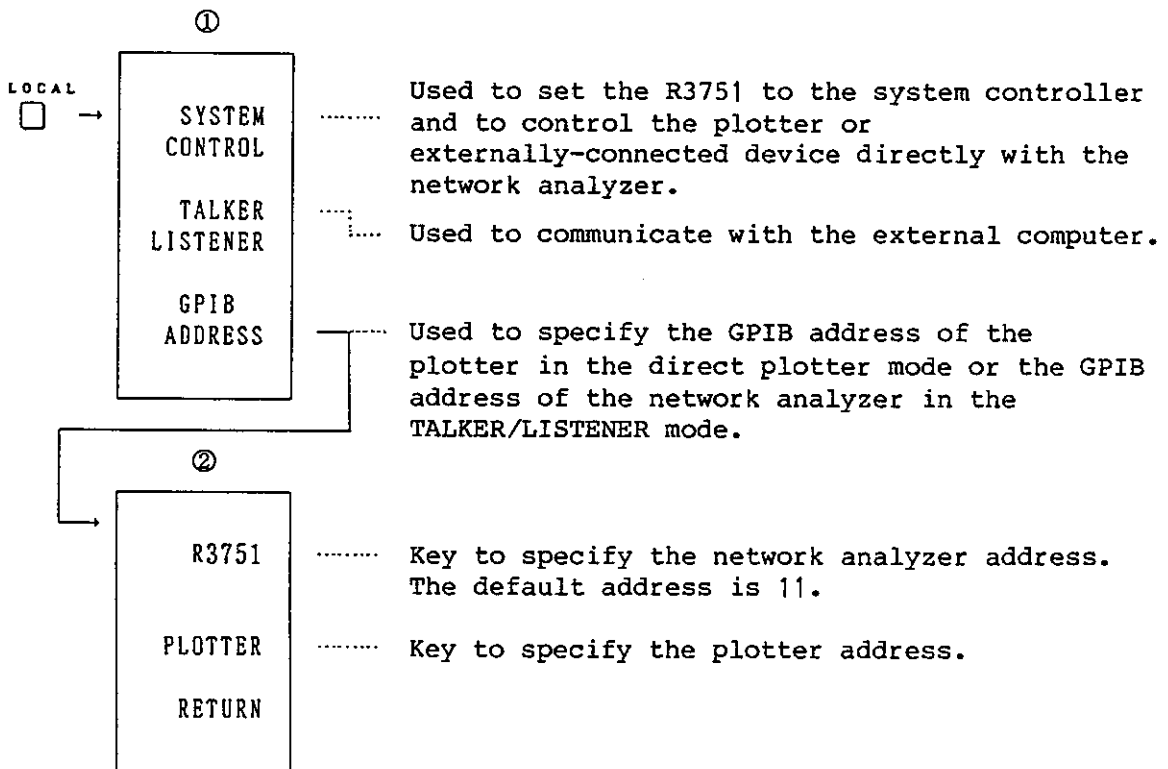 ①
LOCAL
SYSTEM
CONTROL
Used to set the R3751 to the system controller
and to control the plotter or
externally-connected device directly with the
network analyzer.
TALKER
LISTENER
Used to communicate with the external computer.
GPIB
ADDRESS
Used to specify the GPIB address of the
plotter in the direct plotter mode or the GPIB
address of the network analyzer in the
TALKER/LISTENER mode.
②
R3751
Key to specify the network analyzer address.
The default address is 11.
PLOTTER
Key to specify the plotter address.
RETURN